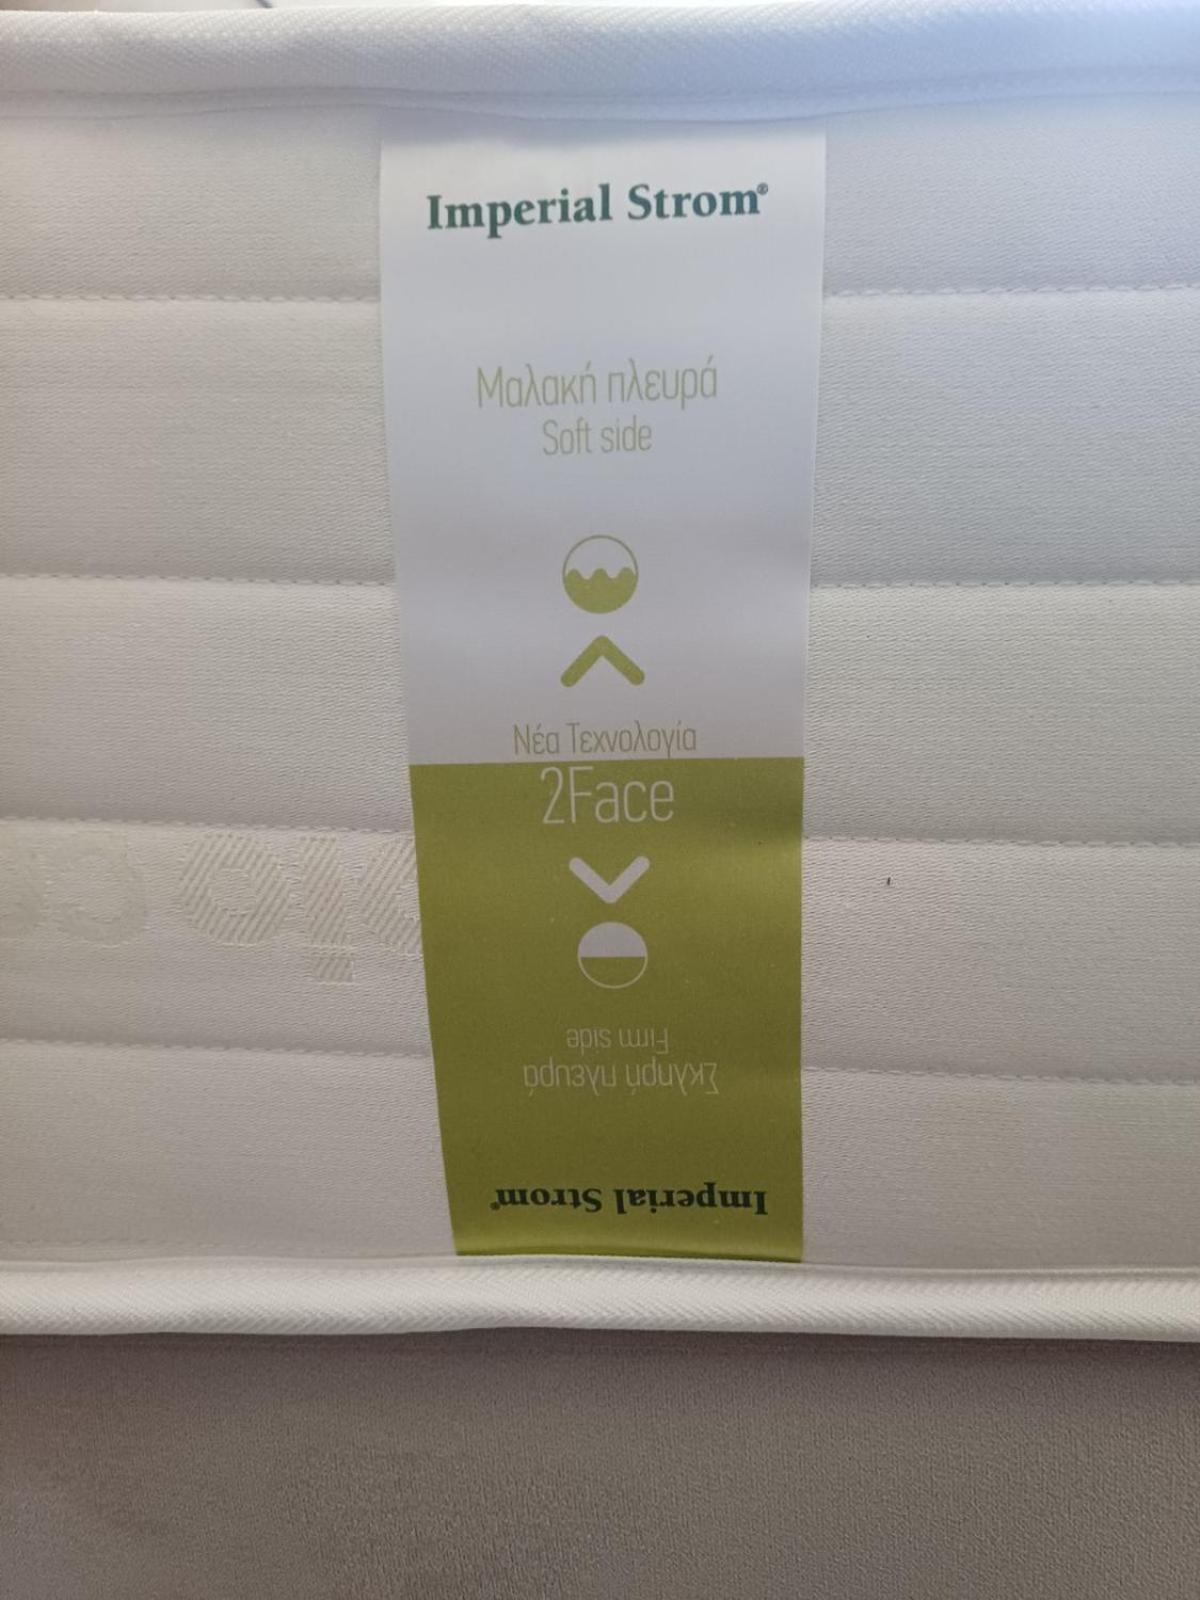 Imperial Strom®
Μαλακή πλευρά
Soft side
Νέα Τεχνολογία
2Face
Firm side
Σκληρή πλευρά
Imperial Strom®